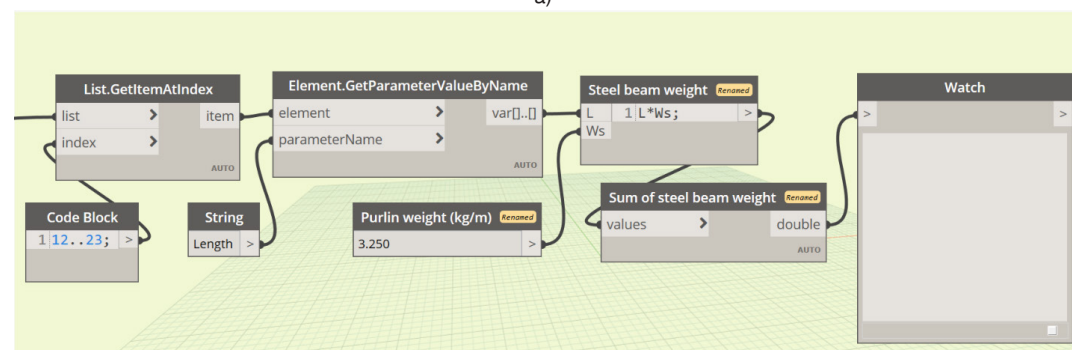 a)
List.GetItemAtIndex
list > item
index >
AUTO
Element.GetParameterValueByName
element > var[]..[]
parameterName >
AUTO
Steel beam weight Renamed
L 1 L*Ws; >
Ws
Watch
> >
Code Block
1 12..23; >
String
Length >
Purlin weight (kg/m) Renamed
3.250 >
Sum of steel beam weight Renamed
values > double
AUTO